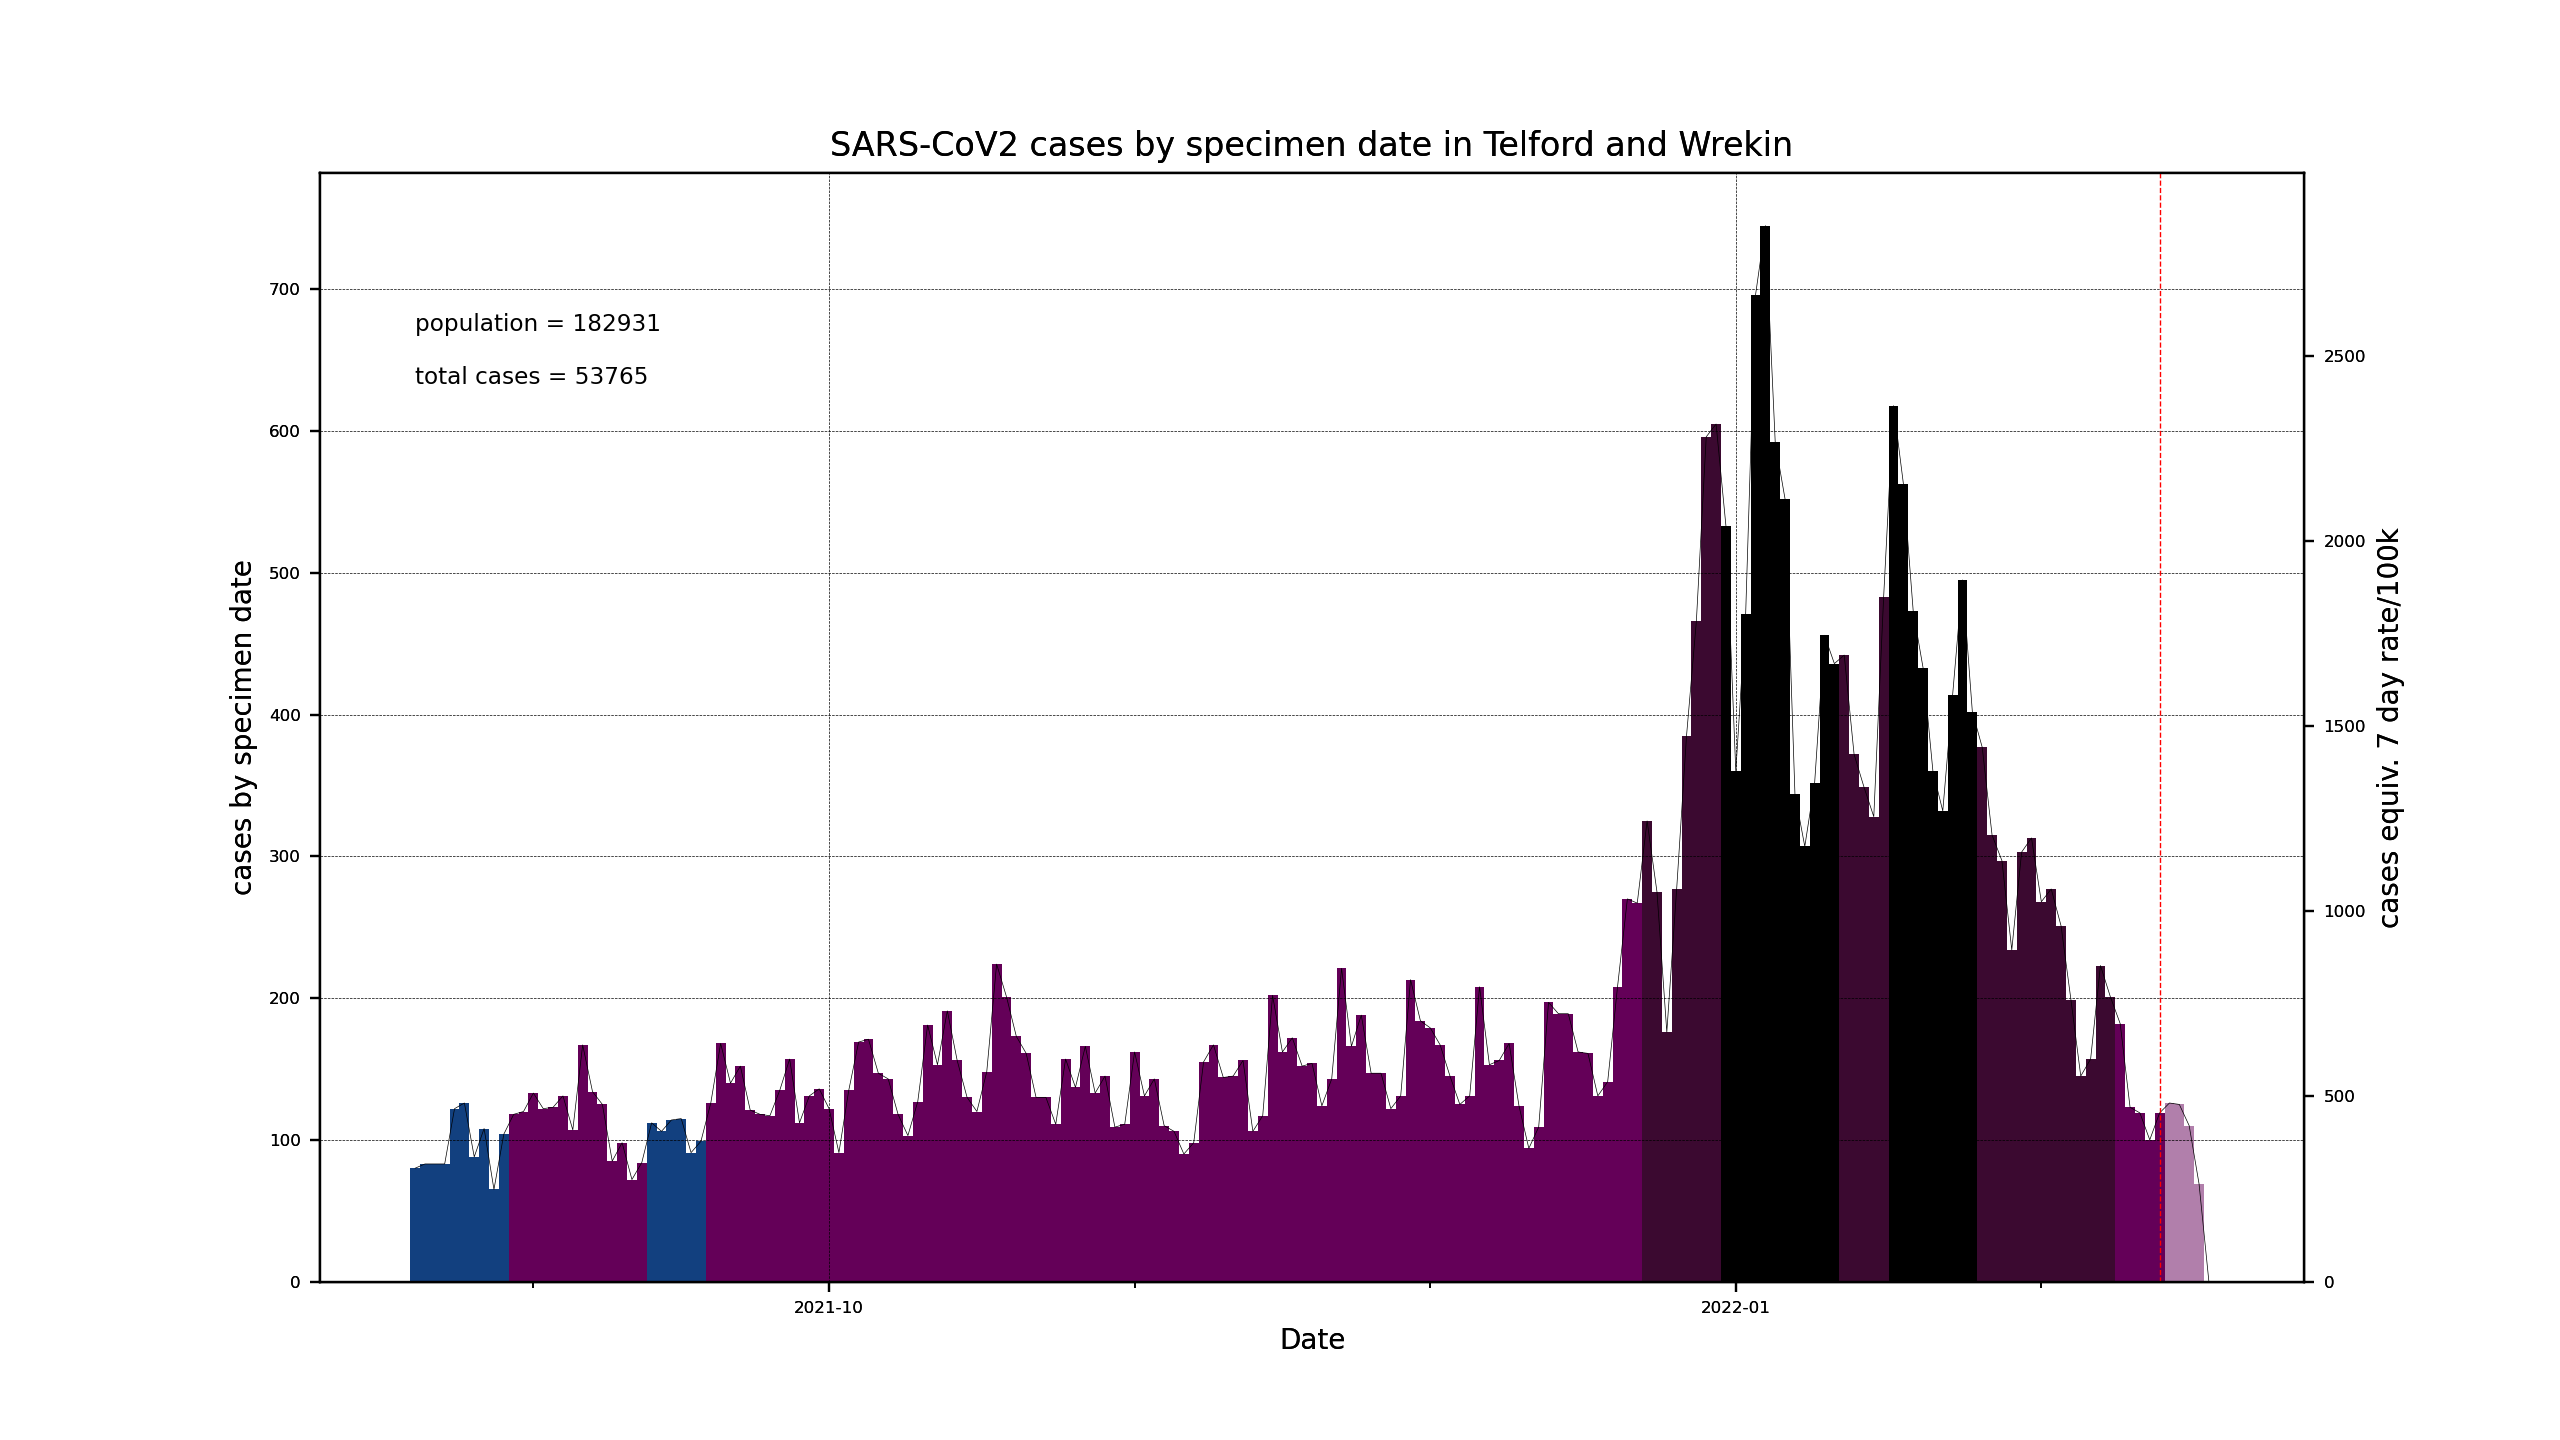 SARS-CoV2 cases by specimen date in Telford and Wrekin
population = 182931
total cases = 53765
cases by specimen date
700
600
500
400
300
200
100
0
2500
2000
1500
1000
500
0
cases equiv. 7 day rate/100k
2021-10
2022-01
Date